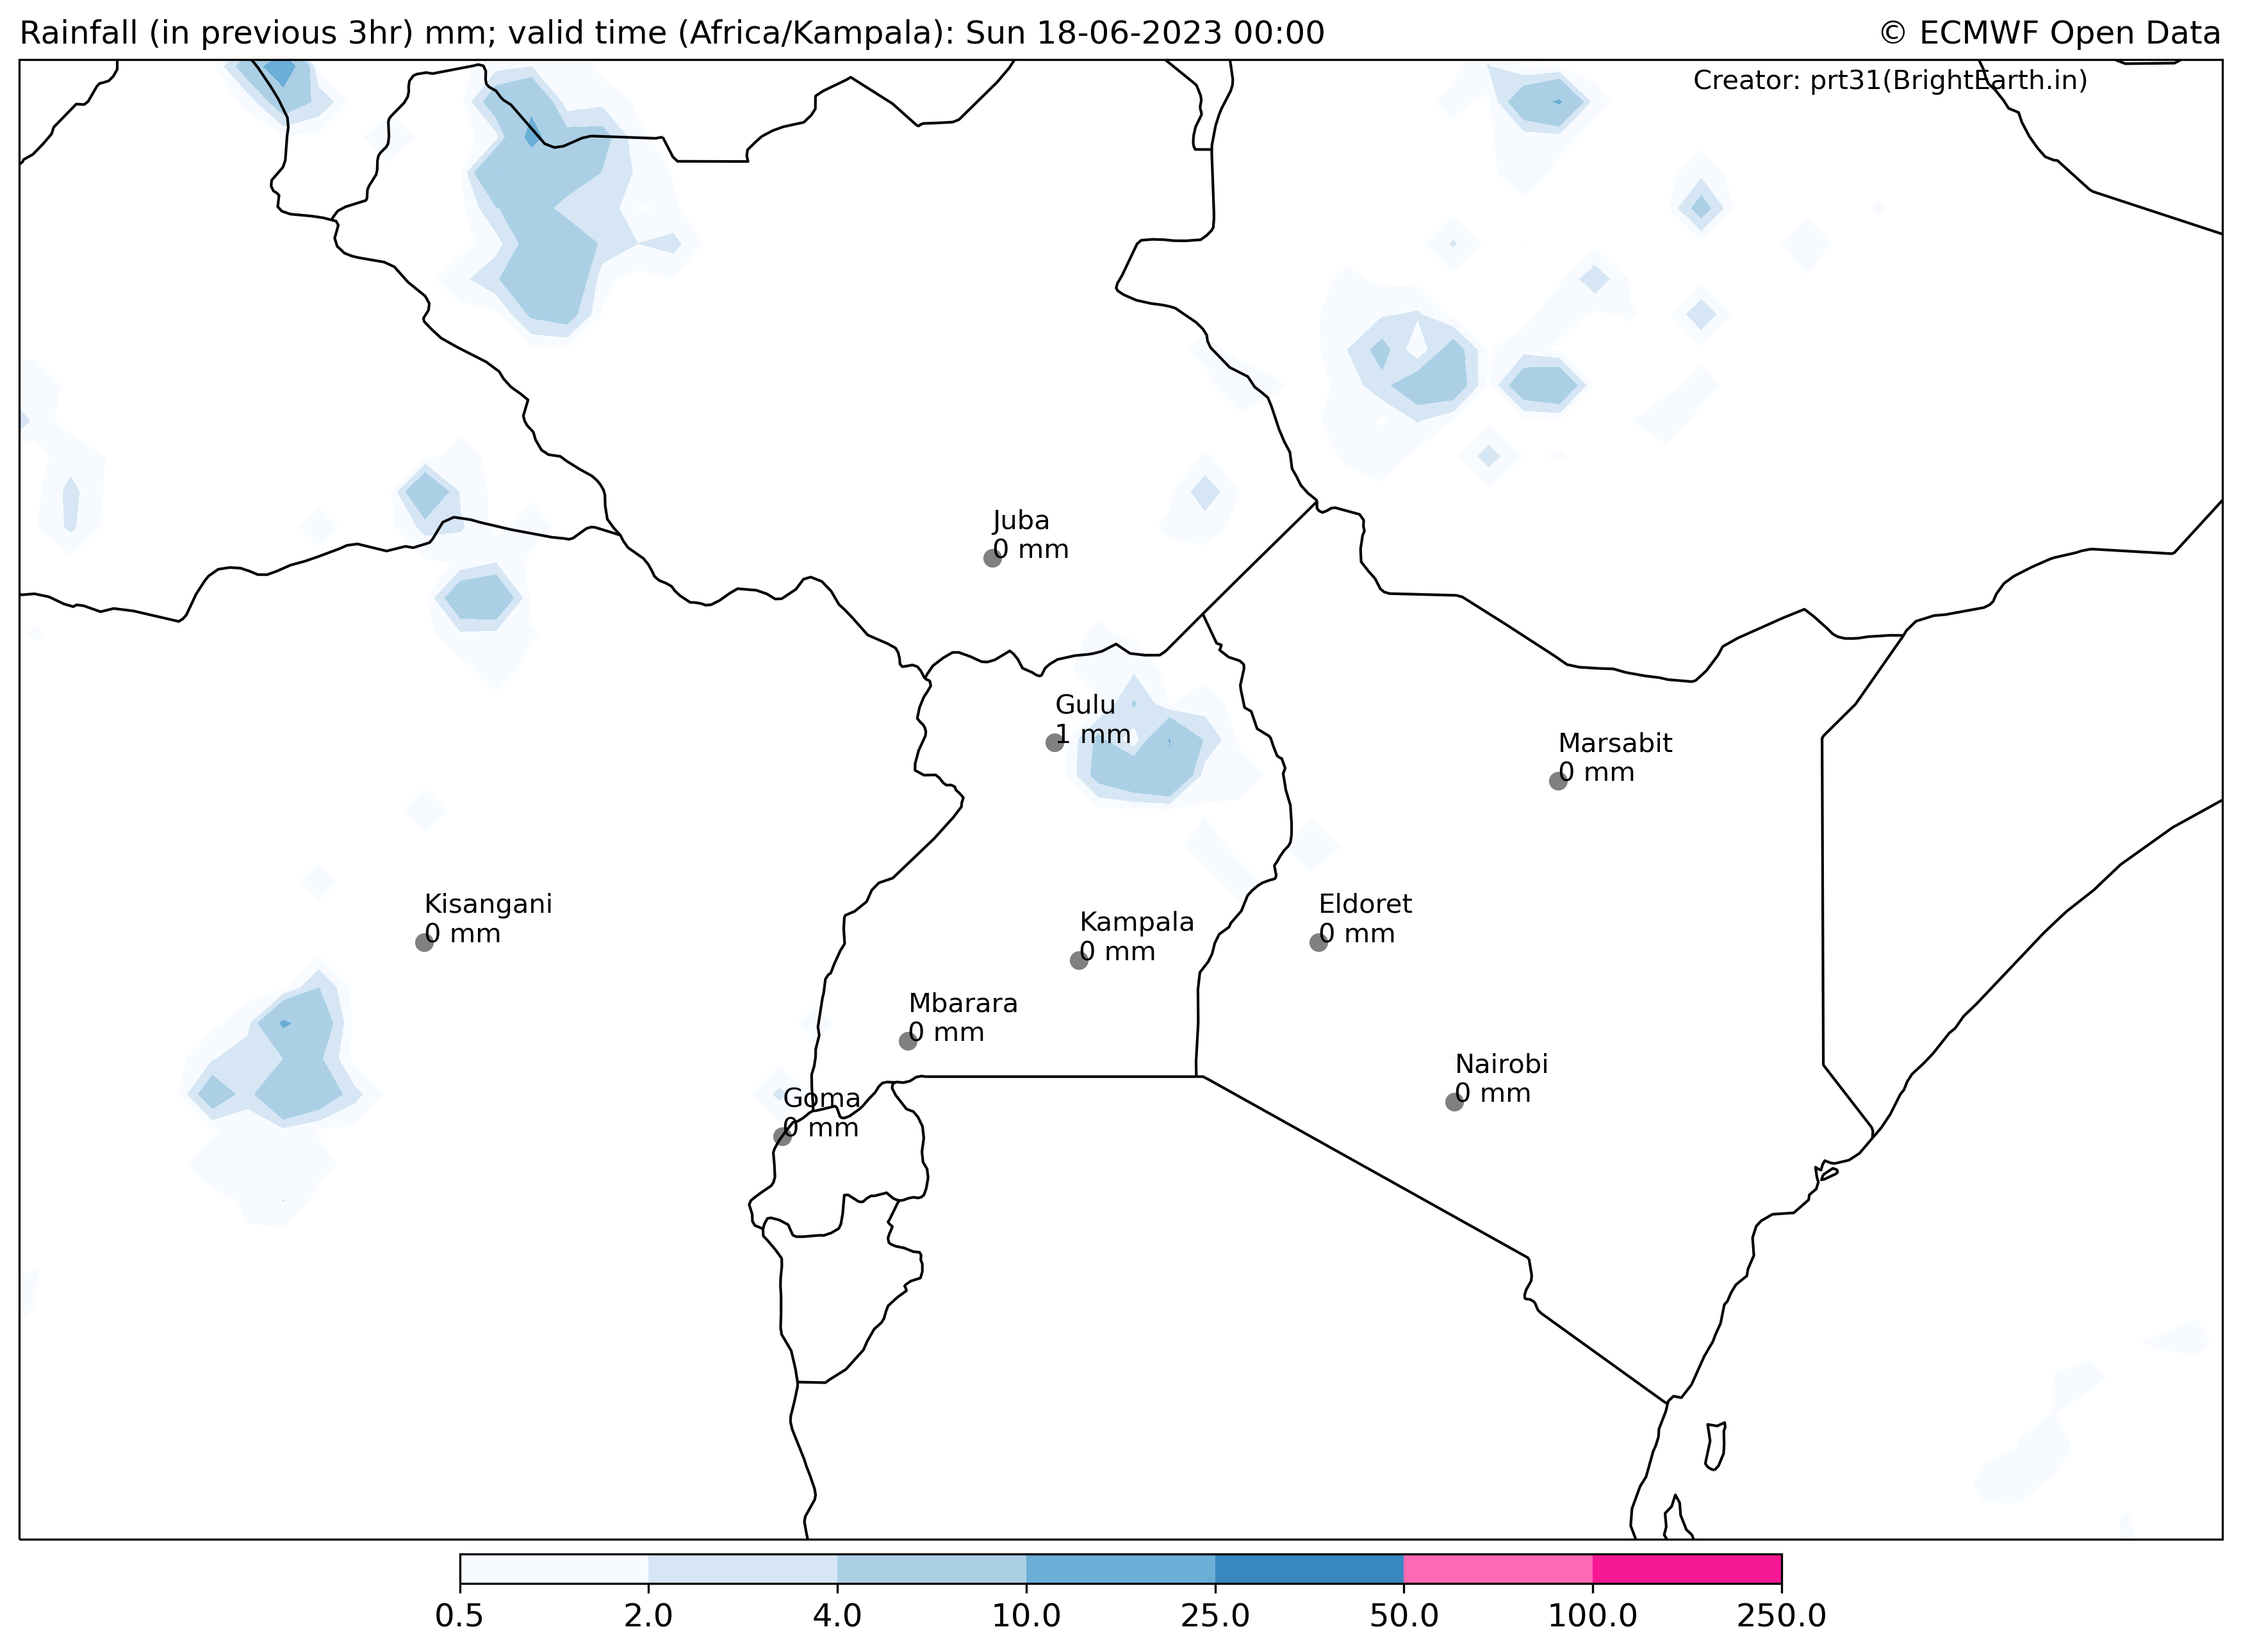 Rainfall (in previous 3hr) mm; valid time (Africa/Kampala): Sun 18-06-2023 00:00
© ECMWF Open Data
Creator: prt31(BrightEarth.in)
Juba
0 mm
Gulu
1 mm
Marsabit
0 mm
Kisangani
0 mm
Kampala
0 mm
Eldoret
0 mm
Mbarara
0 mm
Nairobi
0 mm
Goma
0 mm
0.5 2.0 4.0 10.0 25.0 50.0 100.0 250.0